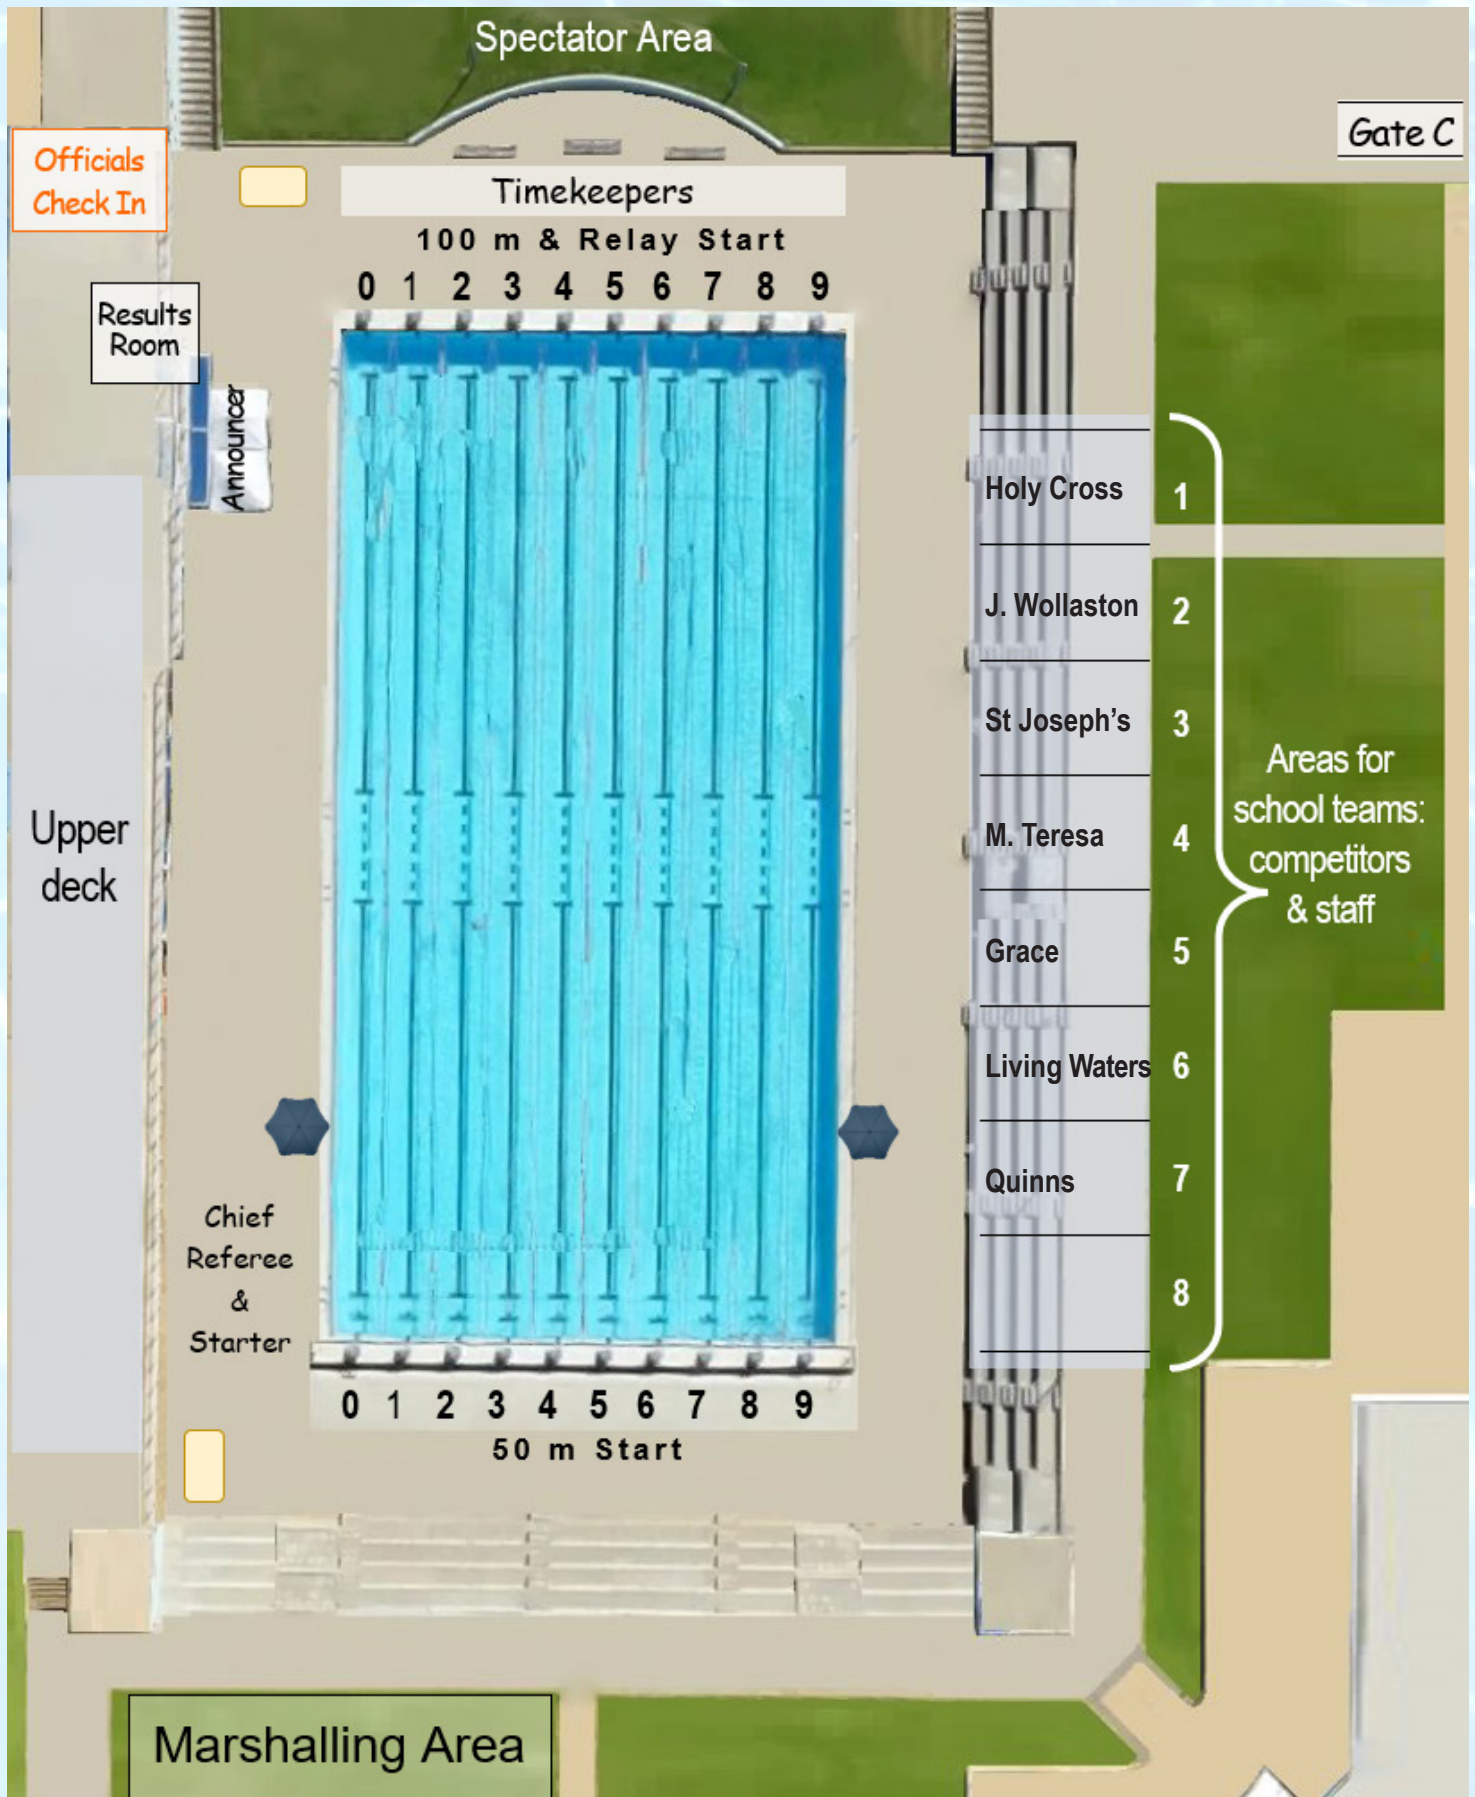 Spectator Area
Gate C
Officials
Check In
Timekeepers
100 m & Relay Start
0 1 2 3 4 5 6 7 8 9
Results
Room
Announcer
Holy Cross 1
J. Wollaston 2
St Joseph’s 3
M. Teresa 4
Grace 5
Living Waters 6
Quinns 7
8
Areas for
school teams:
competitors
& staff
Upper
deck
Chief
Referee
&
Starter
0 1 2 3 4 5 6 7 8 9
50 m Start
Marshalling Area